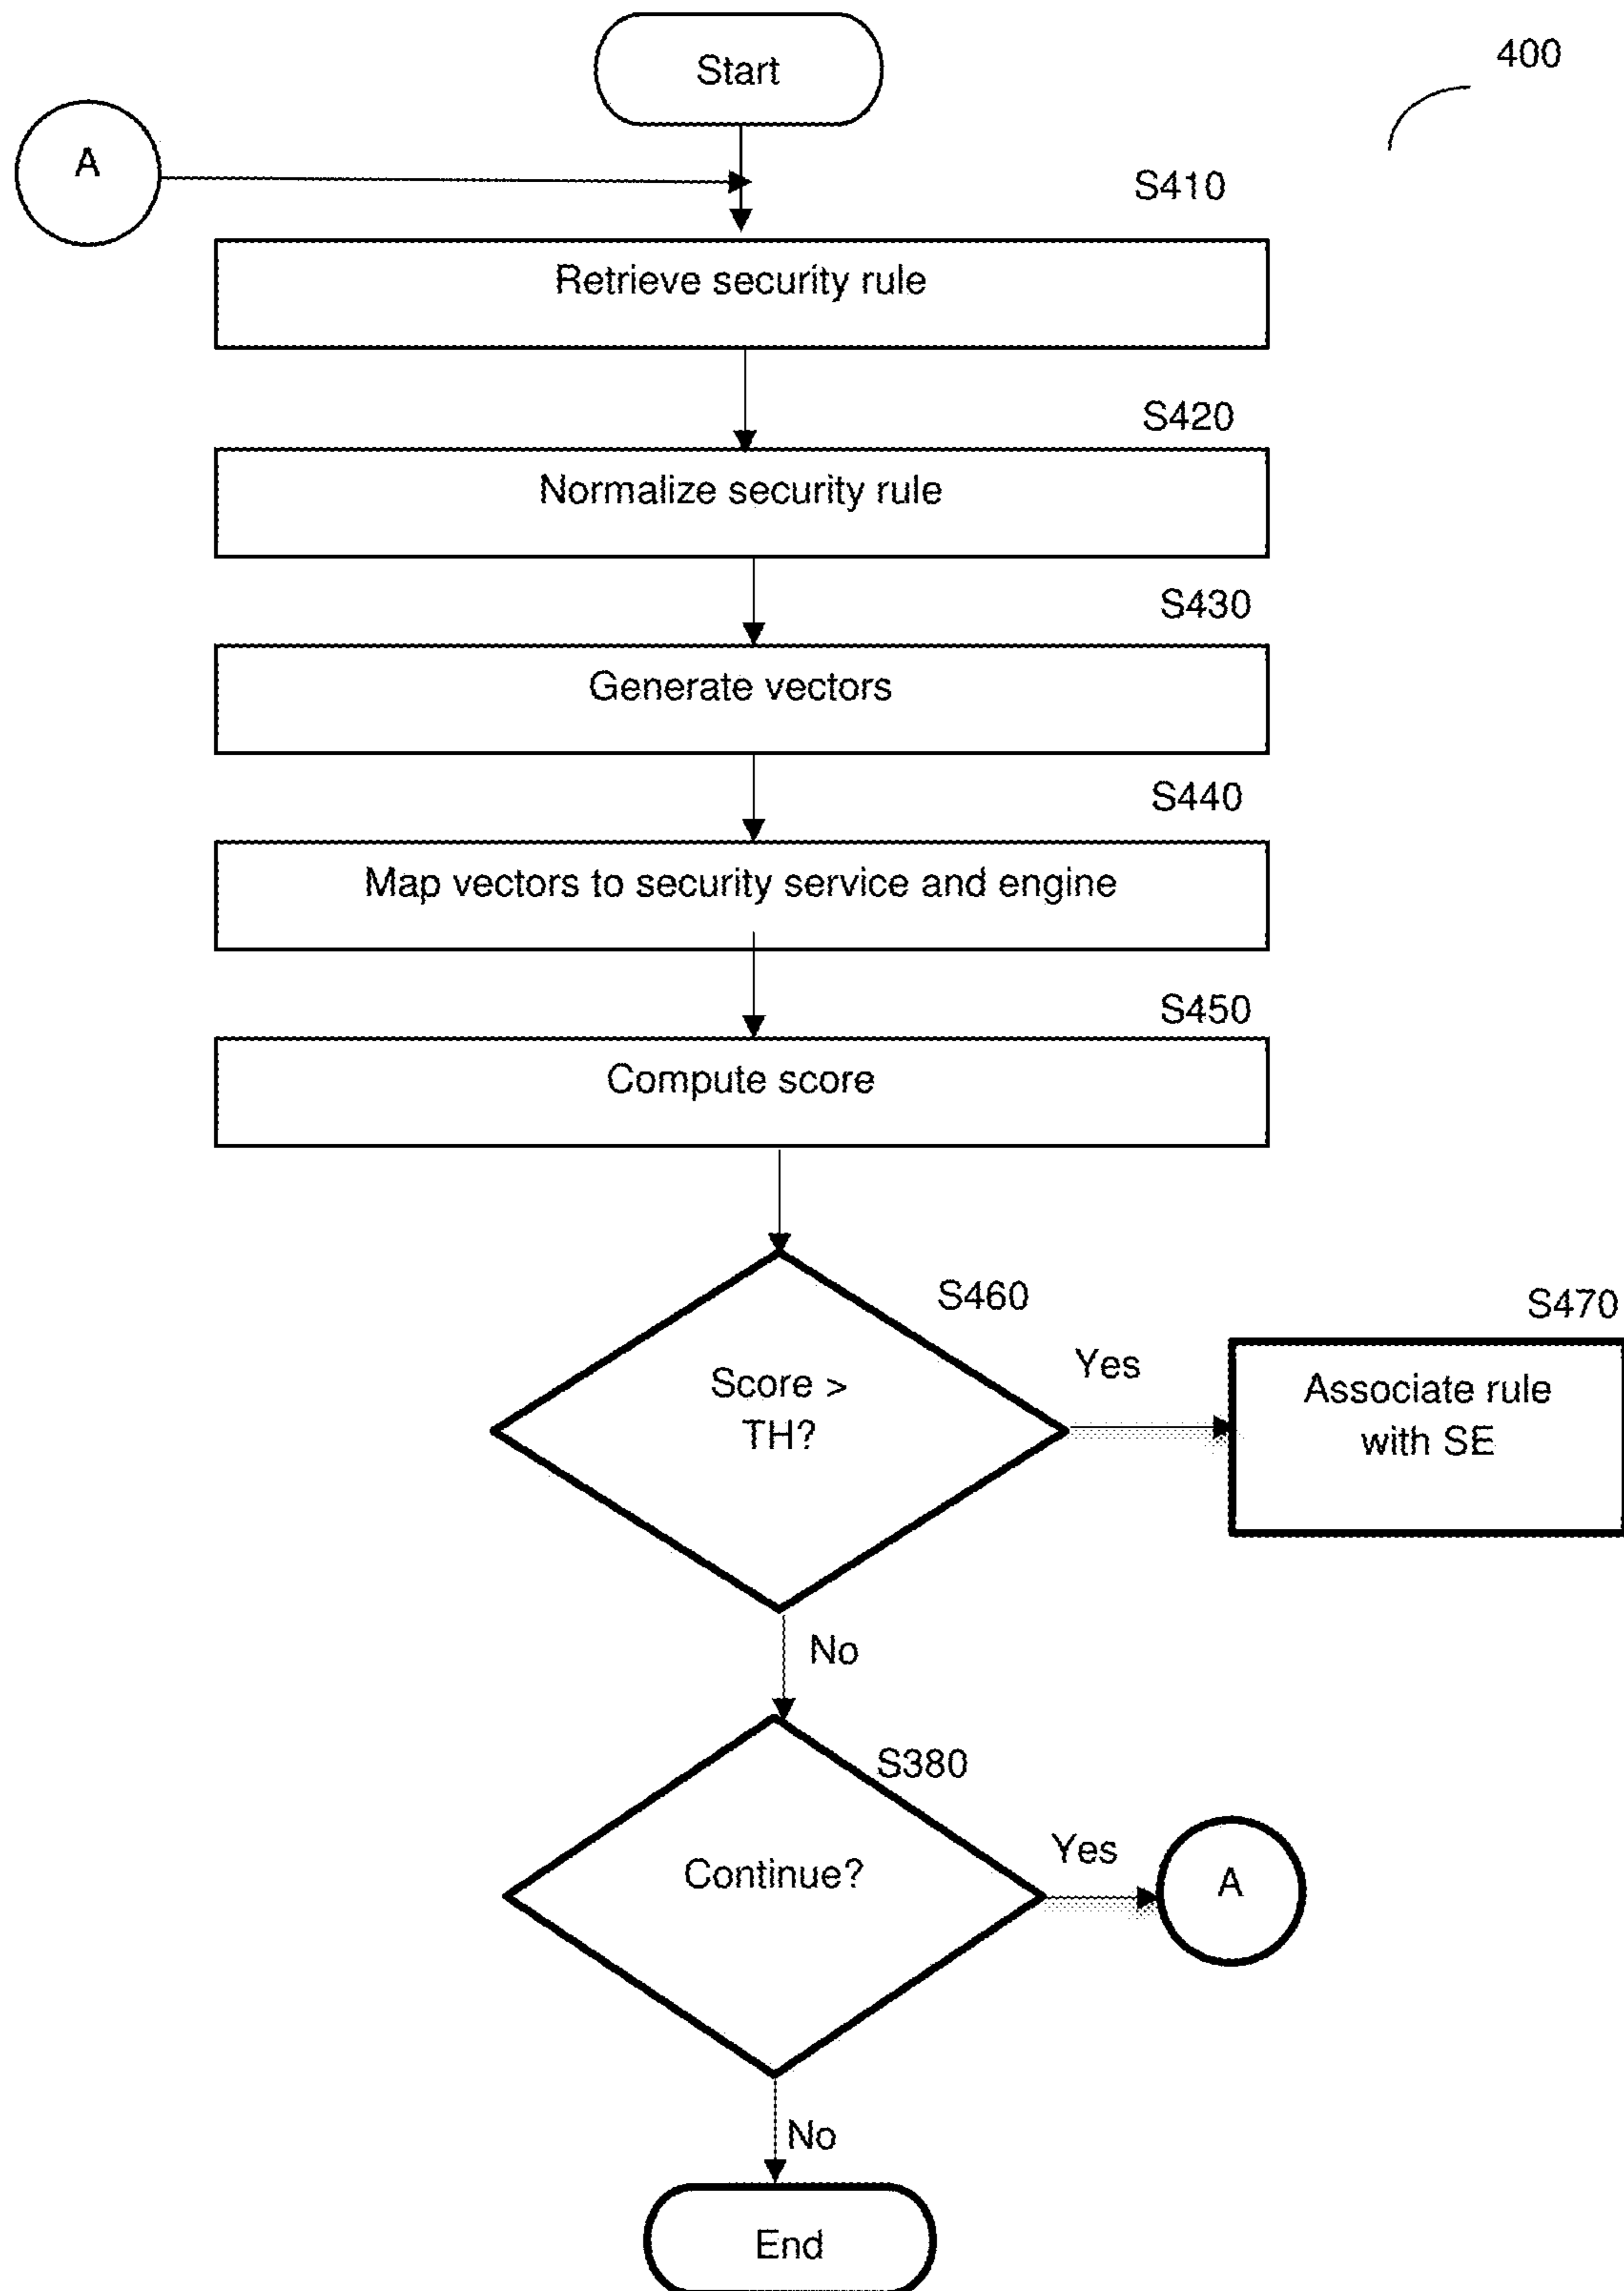 Start
400
A
S410
Retrieve security rule
S420
Normalize security rule
S430
Generate vectors
S440
Map vectors to security service and engine
S450
Compute score
S460
S470
Score >
TH?
Yes
Associate rule
with SE
No
S380
Continue?
Yes
A
No
End